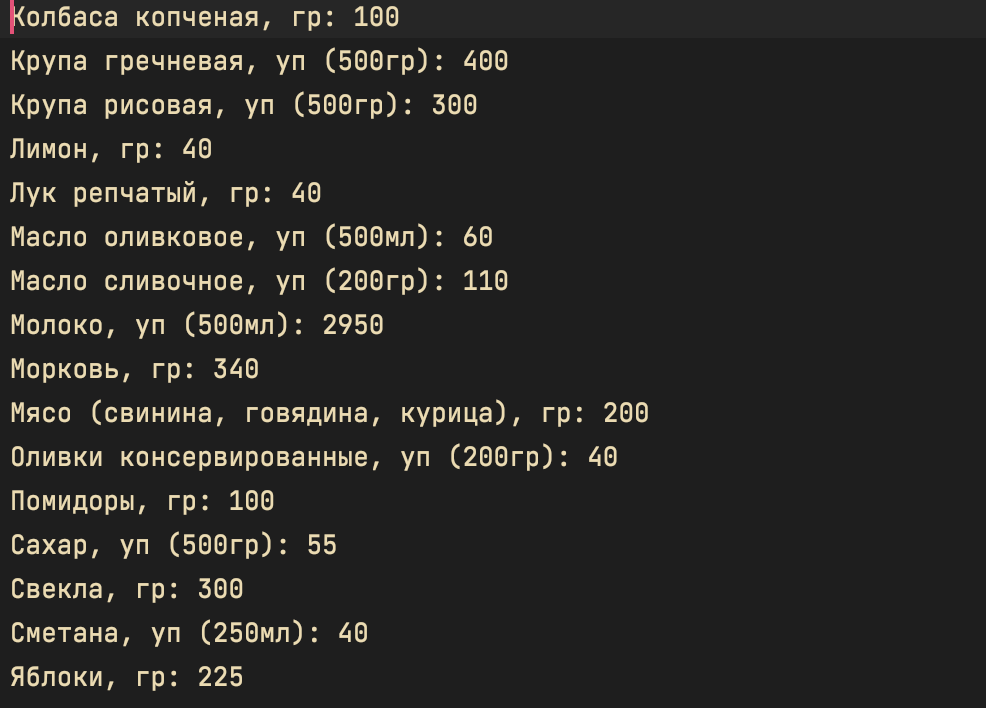 Колбаса копченая, гр: 100
Крупа гречневая, уп (500гр): 400
Крупа рисовая, уп (500гр): 300
Лимон, гр: 40
Лук репчатый, гр: 40
Масло оливковое, уп (500мл): 60
Масло сливочное, уп (200гр): 110
Молоко, уп (500мл): 2950
Морковь, гр: 340
Мясо (свинина, говядина, курица), гр: 200
Оливки консервированные, уп (200гр): 40
Помидоры, гр: 100
Сахар, уп (500гр): 55
Свекла, гр: 300
Сметана, уп (250мл): 40
Яблоки, гр: 225